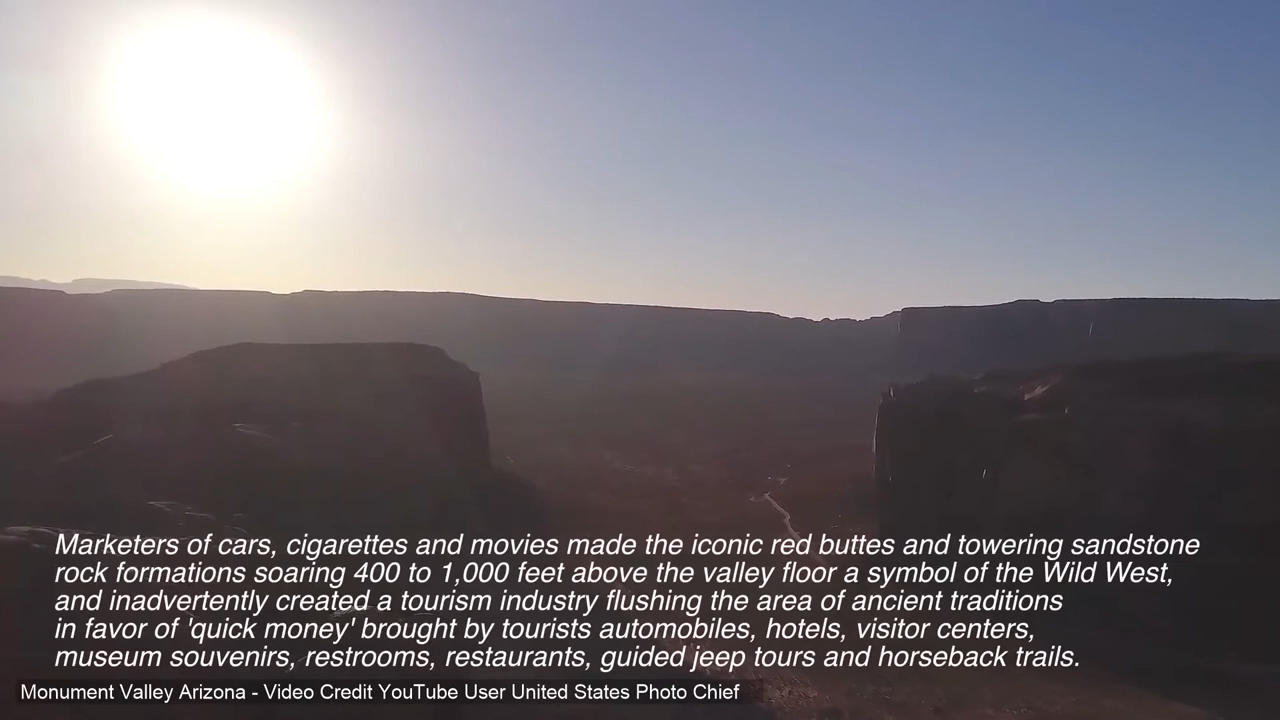 Marketers of cars, cigarettes and movies made the iconic red buttes and towering sandstone
rock formations soaring 400 to 1,000 feet above the valley floor a symbol of the Wild West,
and inadvertently created a tourism industry flushing the area of ancient traditions
in favor of 'quick money' brought by tourists automobiles, hotels, visitor centers,
museum souvenirs, restrooms, restaurants, guided jeep tours and horseback trails.
Monument Valley Arizona - Video Credit YouTube User United States Photo Chief